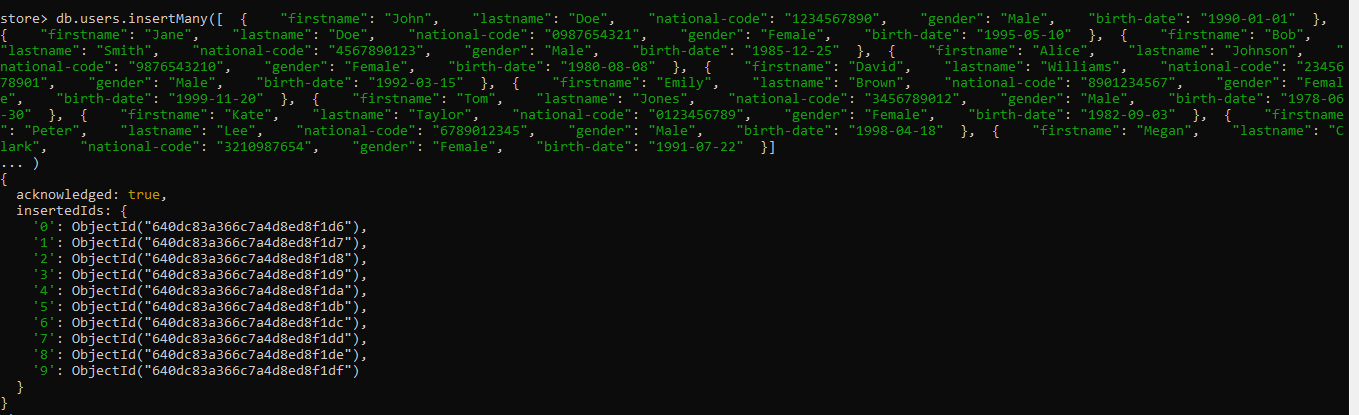 store> db.users.insertMany([  {    "firstname": "John",    "lastname": "Doe",    "national-code": "1234567890",    "gender": "Male",    "birth-date": "1990-01-01"  },
{    "firstname": "Jane",    "lastname": "Doe",    "national-code": "0987654321",    "gender": "Female",    "birth-date": "1995-05-10"  },  {    "firstname": "Bob",
"lastname": "Smith",    "national-code": "4567890123",    "gender": "Male",    "birth-date": "1985-12-25"  },  {    "firstname": "Alice",    "lastname": "Johnson",    "
national-code": "9876543210",    "gender": "Female",    "birth-date": "1980-08-08"  },  {    "firstname": "David",    "lastname": "Williams",    "national-code": "23456
78901",    "gender": "Male",    "birth-date": "1992-03-15"  },  {    "firstname": "Emily",    "lastname": "Brown",    "national-code": "8901234567",    "gender": "Femal
e",    "birth-date": "1999-11-20"  },  {    "firstname": "Tom",    "lastname": "Jones",    "national-code": "3456789012",    "gender": "Male",    "birth-date": "1978-06
-30"  },  {    "firstname": "Kate",    "lastname": "Taylor",    "national-code": "0123456789",    "gender": "Female",    "birth-date": "1982-09-03"  },  {    "firstname
": "Peter",    "lastname": "Lee",    "national-code": "6789012345",    "gender": "Male",    "birth-date": "1998-04-18"  },  {    "firstname": "Megan",    "lastname": "C
lark",    "national-code": "3210987654",    "gender": "Female",    "birth-date": "1991-07-22"  }]
... )
{
  acknowledged: true,
  insertedIds: {
    '0': ObjectId("640dc83a366c7a4d8ed8f1d6"),
    '1': ObjectId("640dc83a366c7a4d8ed8f1d7"),
    '2': ObjectId("640dc83a366c7a4d8ed8f1d8"),
    '3': ObjectId("640dc83a366c7a4d8ed8f1d9"),
    '4': ObjectId("640dc83a366c7a4d8ed8f1da"),
    '5': ObjectId("640dc83a366c7a4d8ed8f1db"),
    '6': ObjectId("640dc83a366c7a4d8ed8f1dc"),
    '7': ObjectId("640dc83a366c7a4d8ed8f1dd"),
    '8': ObjectId("640dc83a366c7a4d8ed8f1de"),
    '9': ObjectId("640dc83a366c7a4d8ed8f1df")
  }
}